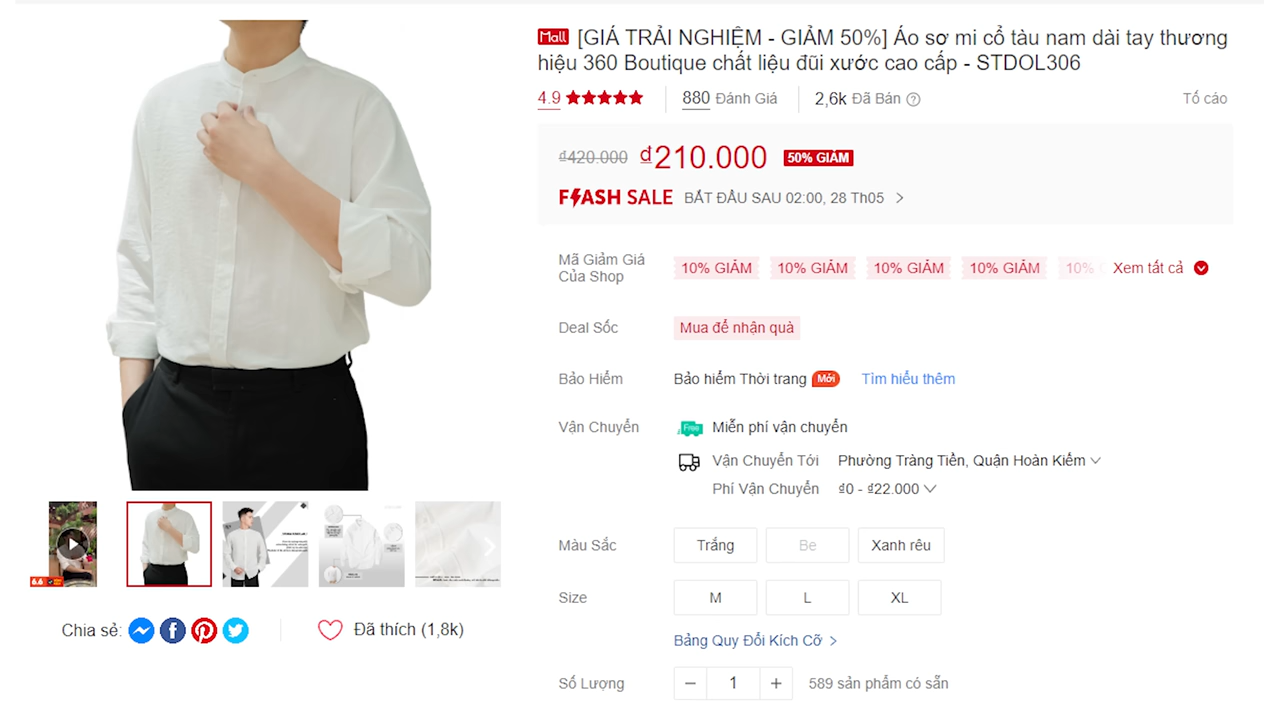 Mall [GIÁ TRẢI NGHIỆM - GIẢM 50%] Áo sơ mi cổ tàu nam dài tay thương
hiệu 360 Boutique chất liệu đũi xước cao cấp - STDOL306
4.9 880 Đánh Giá 2,6k Đã Bán ? Tố cáo
₫420.000 ₫210.000 50% GIẢM
FLASH SALE BẮT ĐẦU SAU 02:00, 28 Th05
Mã Giảm Giá
Của Shop
10% GIẢM 10% GIẢM 10% GIẢM 10% GIẢM 10% Xem tất cả
Deal Sốc Mua để nhận quà
Bảo Hiểm Bảo hiểm Thời trang Mới Tìm hiểu thêm
Vận Chuyển Free Miễn phí vận chuyển
Vận Chuyển Tới Phường Tràng Tiền, Quận Hoàn Kiếm
Phí Vận Chuyển ₫0 - ₫22.000
Màu Sắc Trắng Be Xanh rêu
Size M L XL
Bảng Quy Đổi Kích Cỡ
Số Lượng − 1 + 589 sản phẩm có sẵn
6.6
Chia sẻ: Đã thích (1,8k)